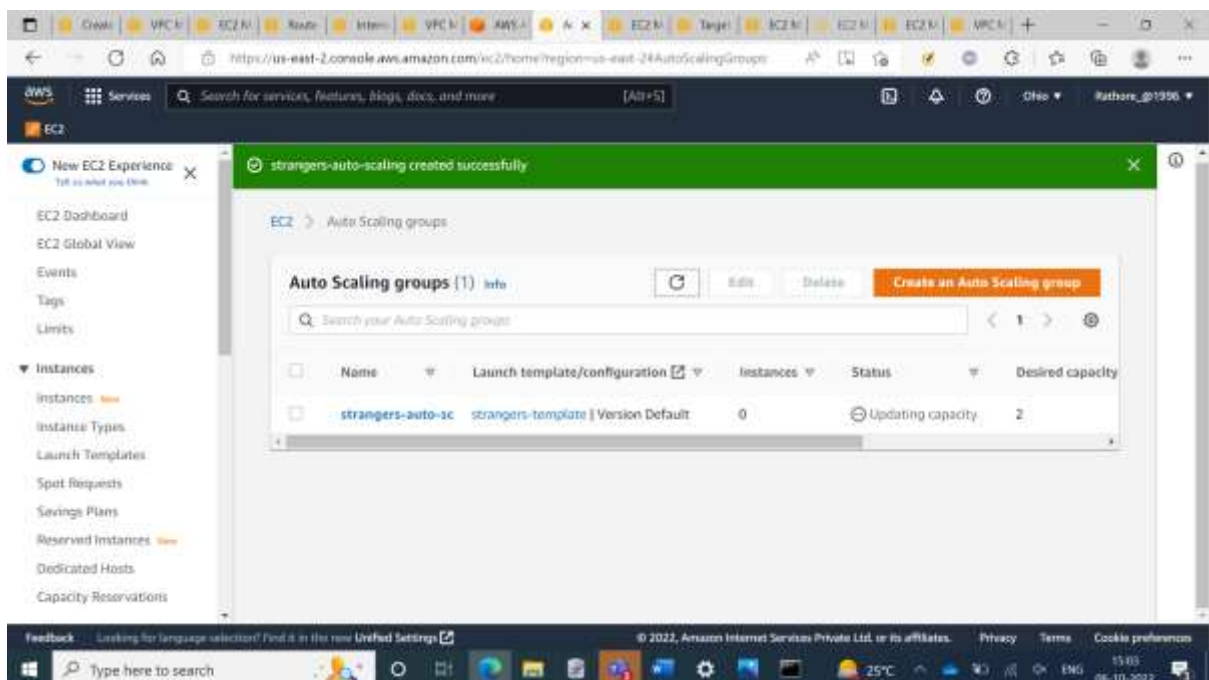 Create
VPC M
EC2 M
Route
Intern
VPC M
AWS
EC2 M
Target
EC2 M
EC2 M
EC2 M
VPC M
https://us-east-2.console.aws.amazon.com/ec2/home?region=us-east-2#AutoScalingGroups:
aws
Services
Search for services, features, blogs, docs, and more
[Alt+S]
Ohio
Rathore_@1996
EC2
New EC2 Experience
Tell us what you think
strangers-auto-scaling created successfully
EC2 Dashboard
EC2 Global View
Events
Tags
Limits
Instances
Instances New
Instance Types
Launch Templates
Spot Requests
Savings Plans
Reserved Instances New
Dedicated Hosts
Capacity Reservations
EC2 > Auto Scaling groups
Auto Scaling groups (1) Info
Edit
Delete
Create an Auto Scaling group
Search your Auto Scaling groups
1
Name Launch template/configuration Instances Status Desired capacity
strangers-auto-sc strangers-template | Version Default 0 Updating capacity 2
Feedback Looking for language selection? Find it in the new Unified Settings
© 2022, Amazon Internet Services Private Ltd. or its affiliates. Privacy Terms Cookie preferences
Type here to search
25°C
ENG
15:03
06-10-2022